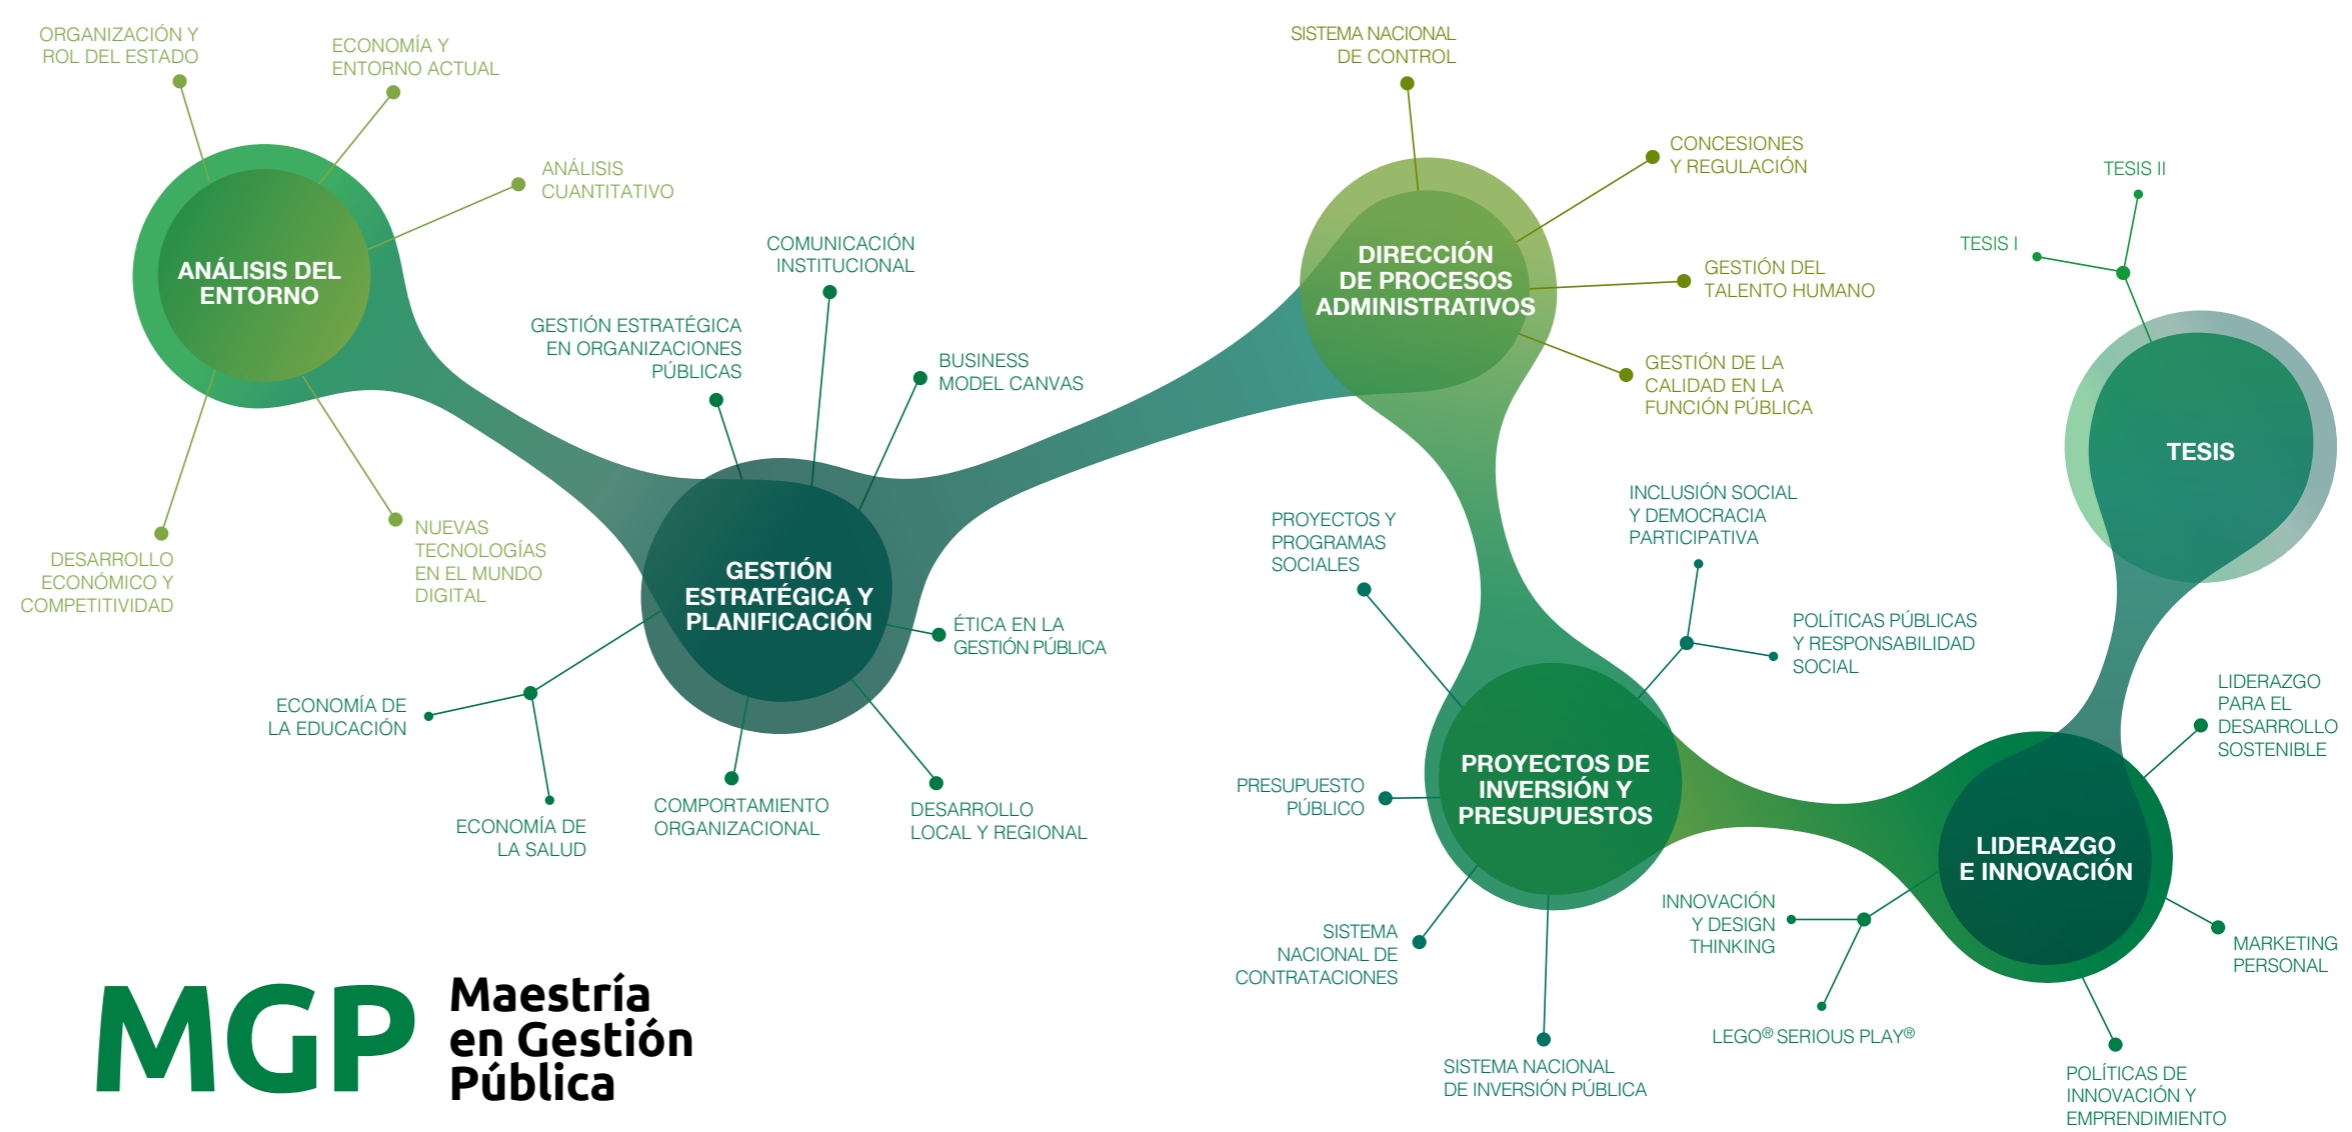 ORGANIZACIÓN Y
ROL DEL ESTADO
ECONOMÍA Y
ENTORNO ACTUAL
ANÁLISIS
CUANTITATIVO
ANÁLISIS DEL
ENTORNO
DESARROLLO
ECONÓMICO Y
COMPETITIVIDAD
NUEVAS
TECNOLOGÍAS
EN EL MUNDO
DIGITAL
COMUNICACIÓN
INSTITUCIONAL
GESTIÓN ESTRATÉGICA
EN ORGANIZACIONES
PÚBLICAS
BUSINESS
MODEL CANVAS
GESTIÓN
ESTRATÉGICA Y
PLANIFICACIÓN
ÉTICA EN LA
GESTIÓN PÚBLICA
ECONOMÍA DE
LA EDUCACIÓN
ECONOMÍA DE
LA SALUD
COMPORTAMIENTO
ORGANIZACIONAL
DESARROLLO
LOCAL Y REGIONAL
SISTEMA NACIONAL
DE CONTROL
CONCESIONES
Y REGULACIÓN
DIRECCIÓN
DE PROCESOS
ADMINISTRATIVOS
GESTIÓN DEL
TALENTO HUMANO
GESTIÓN DE LA
CALIDAD EN LA
FUNCIÓN PÚBLICA
PROYECTOS Y
PROGRAMAS
SOCIALES
INCLUSIÓN SOCIAL
Y DEMOCRACIA
PARTICIPATIVA
POLÍTICAS PÚBLICAS
Y RESPONSABILIDAD
SOCIAL
PROYECTOS DE
INVERSIÓN Y
PRESUPUESTOS
PRESUPUESTO
PÚBLICO
SISTEMA
NACIONAL DE
CONTRATACIONES
SISTEMA NACIONAL
DE INVERSIÓN PÚBLICA
TESIS II
TESIS I
TESIS
LIDERAZGO
PARA EL
DESARROLLO
SOSTENIBLE
LIDERAZGO
E INNOVACIÓN
INNOVACIÓN
Y DESIGN
THINKING
LEGO® SERIOUS PLAY®
MARKETING
PERSONAL
POLÍTICAS DE
INNOVACIÓN Y
EMPRENDIMIENTO
MGP
Maestría
en Gestión
Pública